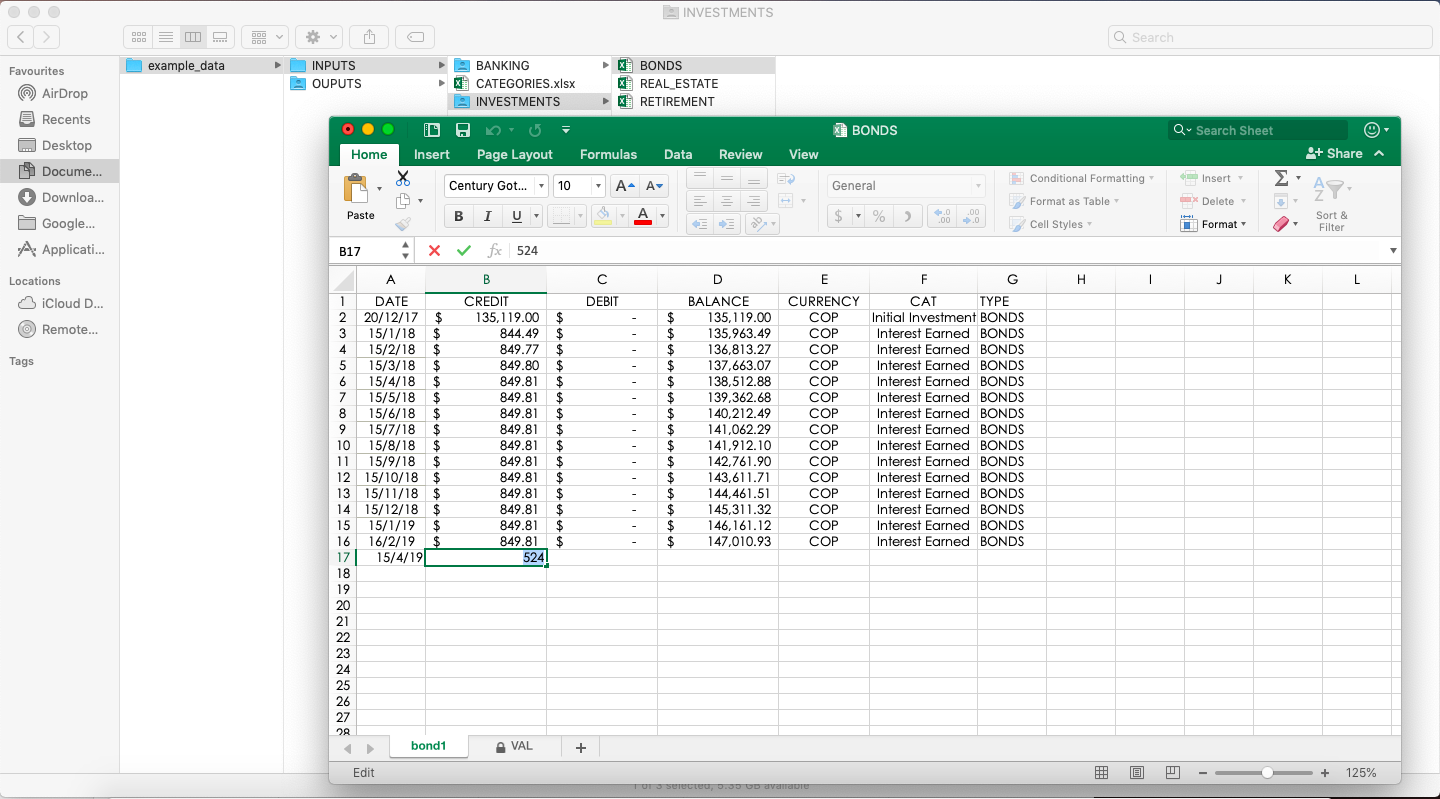 INVESTMENTS
Search
Favourites
AirDrop
Recents
Desktop
Docume...
Downloa...
Google...
Applicati...
Locations
iCloud D...
Remote...
Tags
example_data
INPUTS
OUPUTS
BANKING
CATEGORIES.xlsx
INVESTMENTS
BONDS
REAL_ESTATE
RETIREMENT
BONDS
Search Sheet
Home Insert Page Layout Formulas Data Review View
Share
Paste
Century Got... 10 A A
B I U A
General
$ % )
Conditional Formatting
Format as Table
Cell Styles
Insert
Delete
Format
Sort & Filter
B17 fx 524
A B C D E F G H I J K L
1 DATE CREDIT DEBIT BALANCE CURRENCY CAT TYPE
2 20/12/17 $ 135,119.00 $ - $ 135,119.00 COP Initial Investment BONDS
3 15/1/18 $ 844.49 $ - $ 135,963.49 COP Interest Earned BONDS
4 15/2/18 $ 849.77 $ - $ 136,813.27 COP Interest Earned BONDS
5 15/3/18 $ 849.80 $ - $ 137,663.07 COP Interest Earned BONDS
6 15/4/18 $ 849.81 $ - $ 138,512.88 COP Interest Earned BONDS
7 15/5/18 $ 849.81 $ - $ 139,362.68 COP Interest Earned BONDS
8 15/6/18 $ 849.81 $ - $ 140,212.49 COP Interest Earned BONDS
9 15/7/18 $ 849.81 $ - $ 141,062.29 COP Interest Earned BONDS
10 15/8/18 $ 849.81 $ - $ 141,912.10 COP Interest Earned BONDS
11 15/9/18 $ 849.81 $ - $ 142,761.90 COP Interest Earned BONDS
12 15/10/18 $ 849.81 $ - $ 143,611.71 COP Interest Earned BONDS
13 15/11/18 $ 849.81 $ - $ 144,461.51 COP Interest Earned BONDS
14 15/12/18 $ 849.81 $ - $ 145,311.32 COP Interest Earned BONDS
15 15/1/19 $ 849.81 $ - $ 146,161.12 COP Interest Earned BONDS
16 16/2/19 $ 849.81 $ - $ 147,010.93 COP Interest Earned BONDS
17 15/4/19 524
18
19
20
21
22
23
24
25
26
27
28
bond1 VAL +
Edit
125%
1 of 3 selected, 5.35 GB available